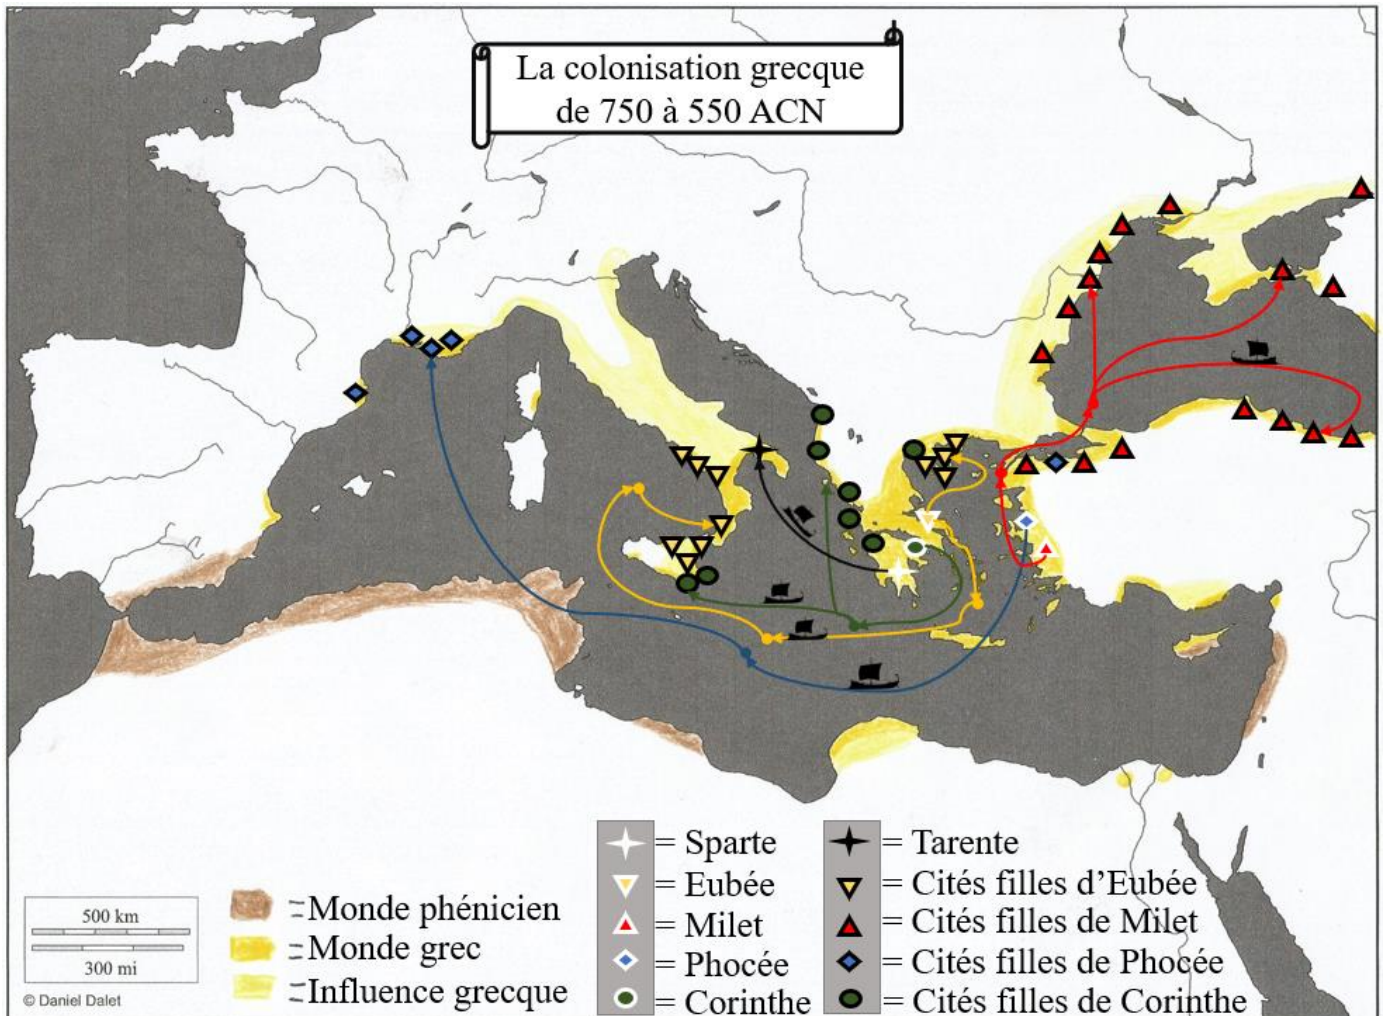 La colonisation grecque
de 750 à 550 ACN
= Sparte
= Eubée
= Milet
= Phocée
= Corinthe
= Tarente
= Cités filles d'Eubée
= Cités filles de Milet
= Cités filles de Phocée
= Cités filles de Corinthe
= Monde phénicien
= Monde grec
= Influence grecque
500 km
300 mi
© Daniel Dalet